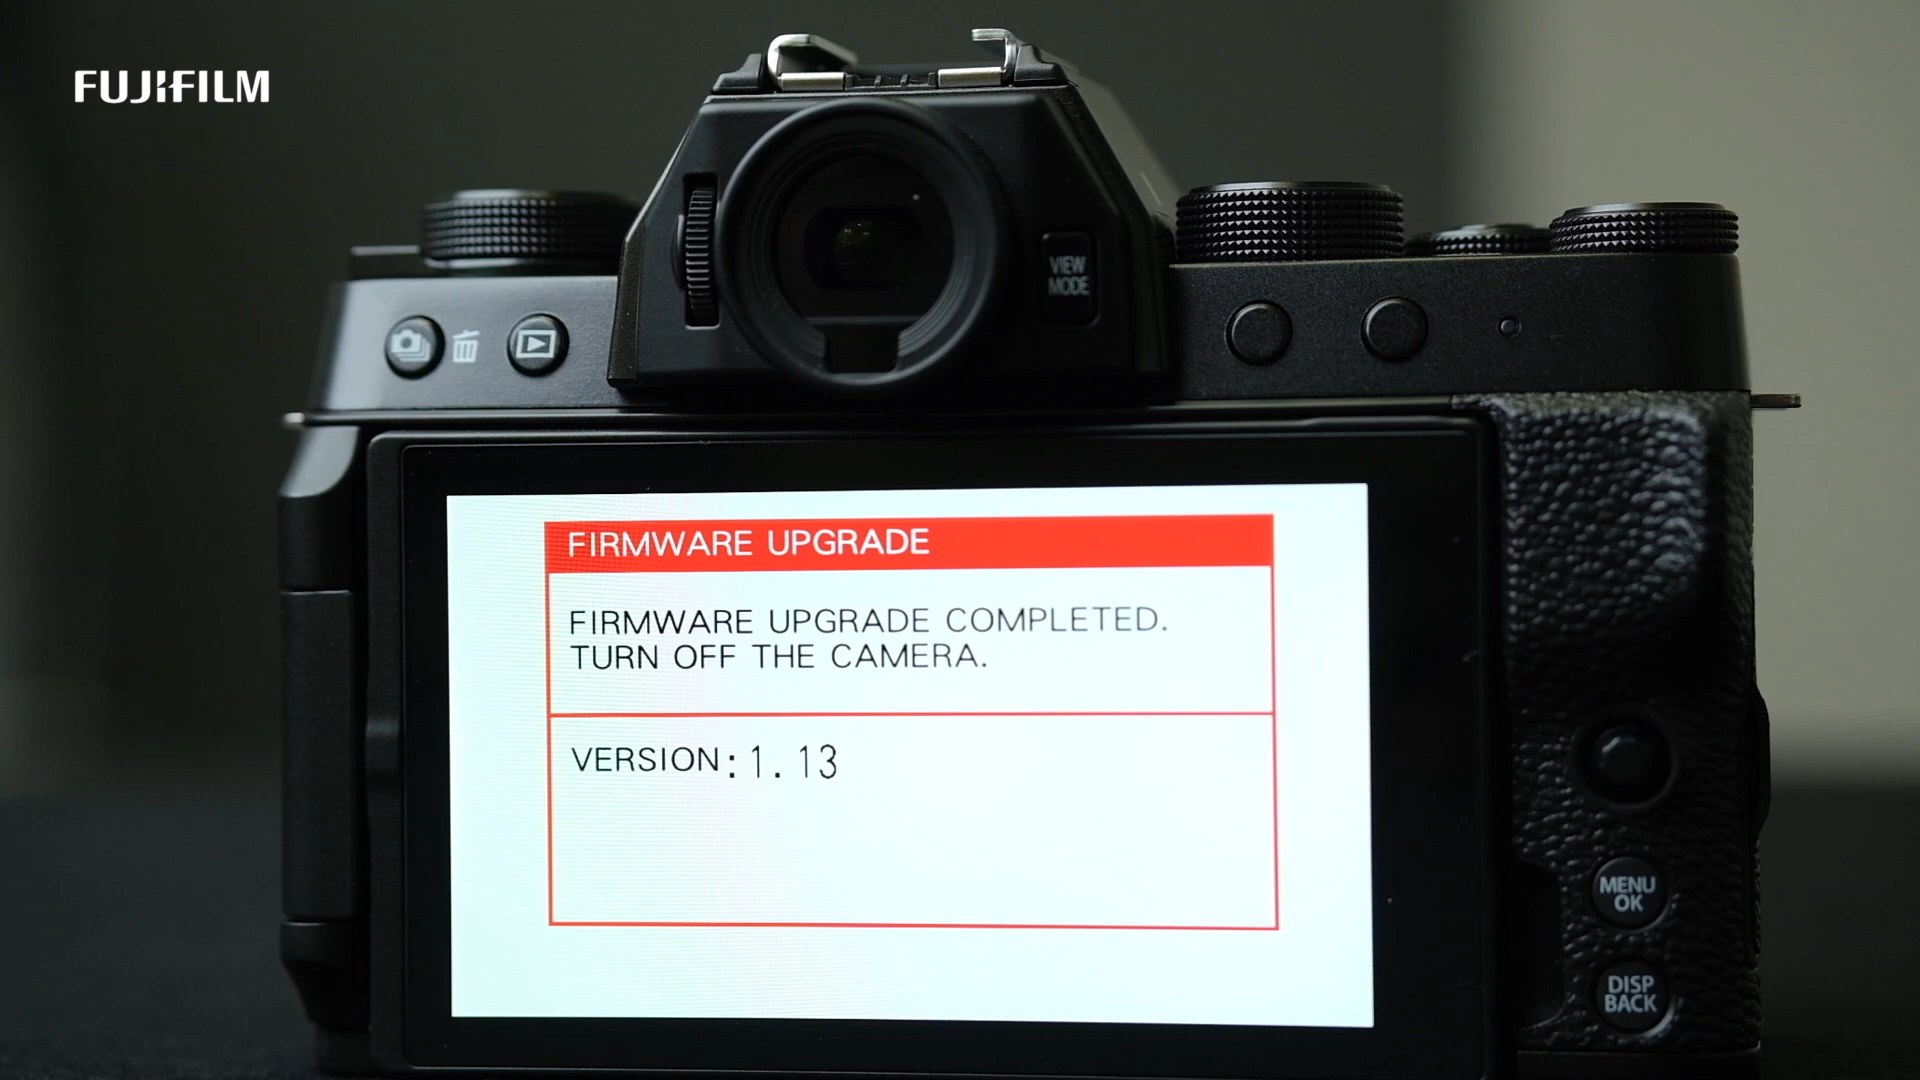 FUJIFILM
VIEW
MODE
FIRMWARE UPGRADE
FIRMWARE UPGRADE COMPLETED.
TURN OFF THE CAMERA.
VERSION:1.13
MENU
OK
DISP
BACK